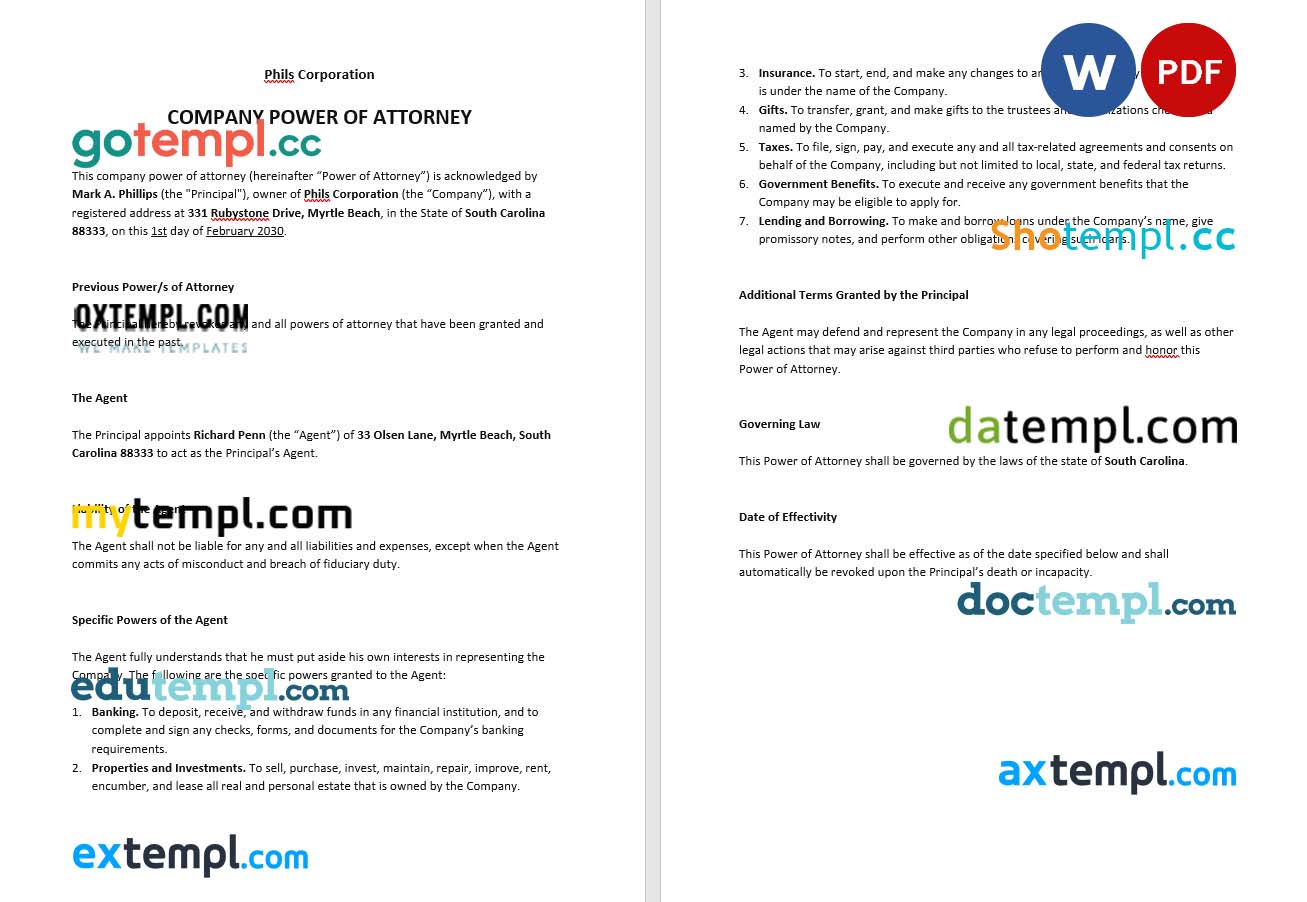 Phils Corporation
COMPANY POWER OF ATTORNEY
gotempl.cc
This company power of attorney (hereinafter “Power of Attorney”) is acknowledged by
Mark A. Phillips (the "Principal"), owner of Phils Corporation (the “Company”), with a
registered address at 331 Rubystone Drive, Myrtle Beach, in the State of South Carolina
88333, on this 1st day of February 2030.
Previous Power/s of Attorney
OXTEMPL.COM
The Principal hereby revokes any and all powers of attorney that have been granted and
executed in the past.
WE MAKE TEMPLATES
The Agent
The Principal appoints Richard Penn (the “Agent”) of 33 Olsen Lane, Myrtle Beach, South
Carolina 88333 to act as the Principal’s Agent.
Liability of the Agent
mytempl.com
The Agent shall not be liable for any and all liabilities and expenses, except when the Agent
commits any acts of misconduct and breach of fiduciary duty.
Specific Powers of the Agent
The Agent fully understands that he must put aside his own interests in representing the
Company. The following are the specific powers granted to the Agent:
edutempl.com
1. Banking. To deposit, receive, and withdraw funds in any financial institution, and to
complete and sign any checks, forms, and documents for the Company’s banking
requirements.
2. Properties and Investments. To sell, purchase, invest, maintain, repair, improve, rent,
encumber, and lease all real and personal estate that is owned by the Company.
extempl.com
W PDF
3. Insurance. To start, end, and make any changes to
is under the name of the Company.
4. Gifts. To transfer, grant, and make gifts to the trustees and
named by the Company.
5. Taxes. To file, sign, pay, and execute any and all tax-related agreements and consents on
behalf of the Company, including but not limited to local, state, and federal tax returns.
6. Government Benefits. To execute and receive any government benefits that the
Company may be eligible to apply for.
7. Lending and Borrowing. To make and borrow loans under the Company’s name, give
promissory notes, and perform other obligations covering such loans.
Shotempl.cc
Additional Terms Granted by the Principal
The Agent may defend and represent the Company in any legal proceedings, as well as other
legal actions that may arise against third parties who refuse to perform and honor this
Power of Attorney.
Governing Law
datempl.com
This Power of Attorney shall be governed by the laws of the state of South Carolina.
Date of Effectivity
This Power of Attorney shall be effective as of the date specified below and shall
automatically be revoked upon the Principal’s death or incapacity.
doctempl.com
axtempl.com